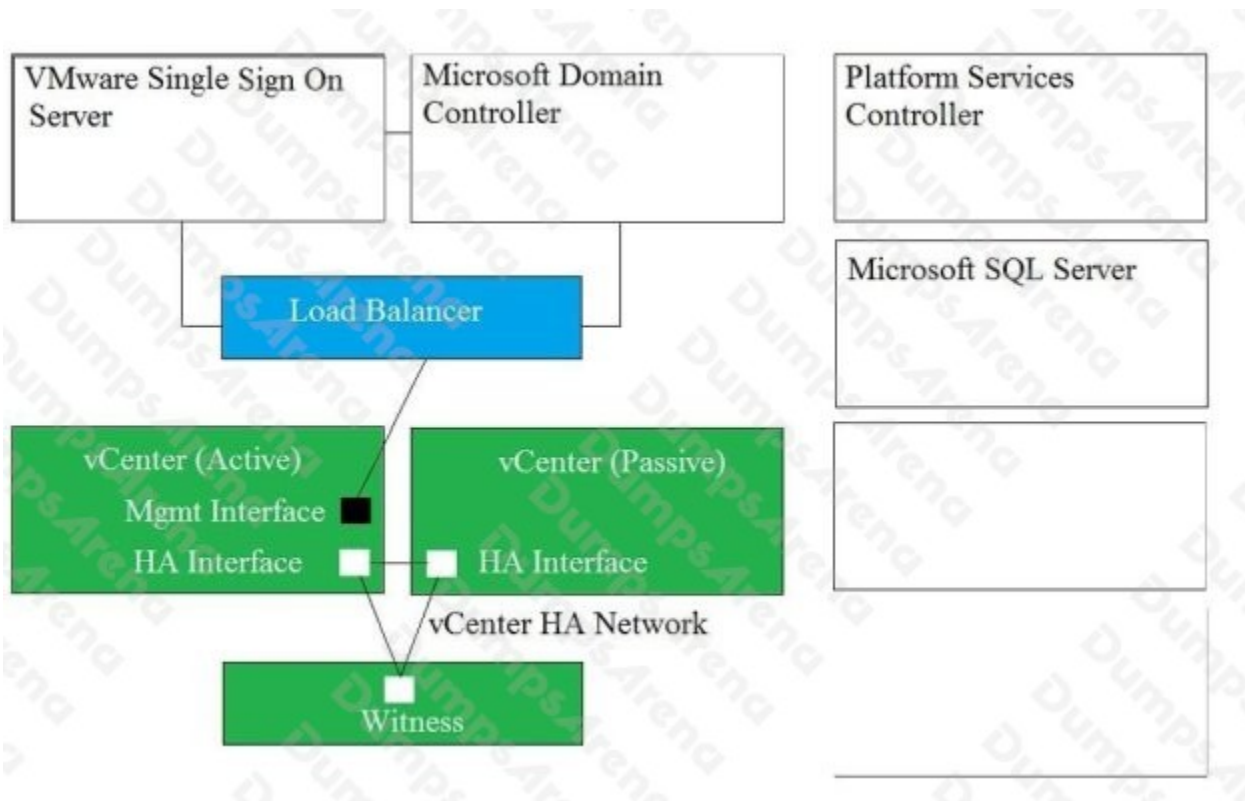 VMware Single Sign On
Server
Microsoft Domain
Controller
Platform Services
Controller
Microsoft SQL Server
Load Balancer
vCenter (Active)
Mgmt Interface
HA Interface
vCenter (Passive)
HA Interface
vCenter HA Network
Witness
DumpsArena